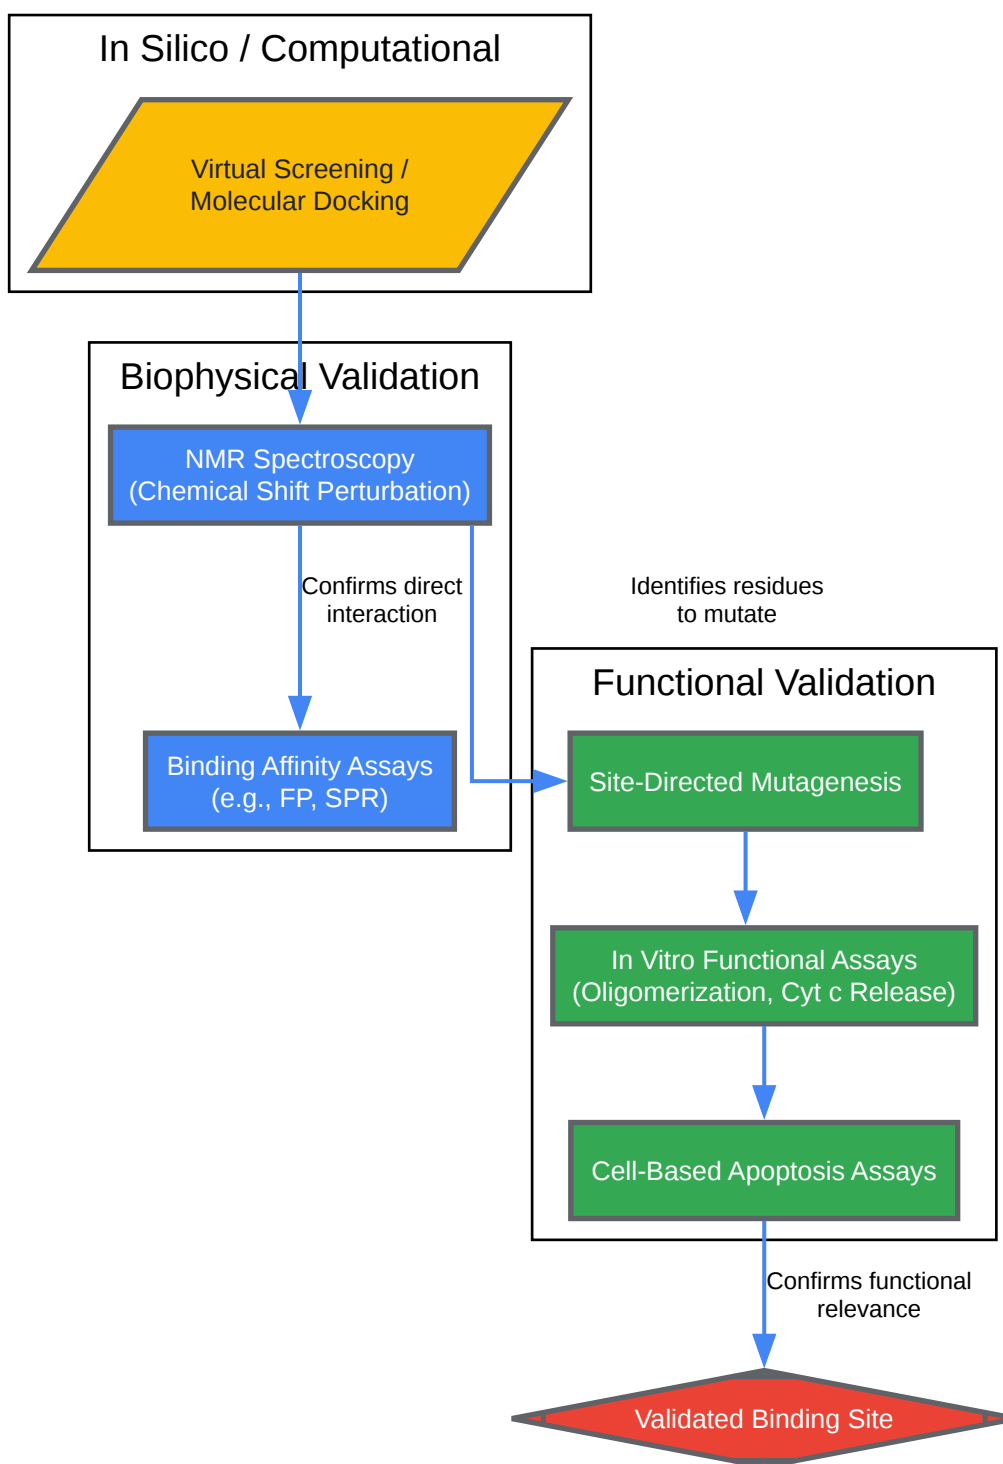 In Silico / Computational
Virtual Screening /
Molecular Docking
Biophysical Validation
NMR Spectroscopy
(Chemical Shift Perturbation)
Confirms direct
interaction
Identifies residues
to mutate
Functional Validation
Binding Affinity Assays
(e.g., FP, SPR)
Site-Directed Mutagenesis
In Vitro Functional Assays
(Oligomerization, Cyt c Release)
Cell-Based Apoptosis Assays
Confirms functional
relevance
Validated Binding Site